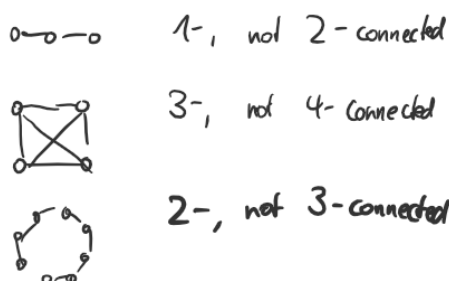 1-, not 2-connected
3-, not 4-connected
2-, not 3-connected